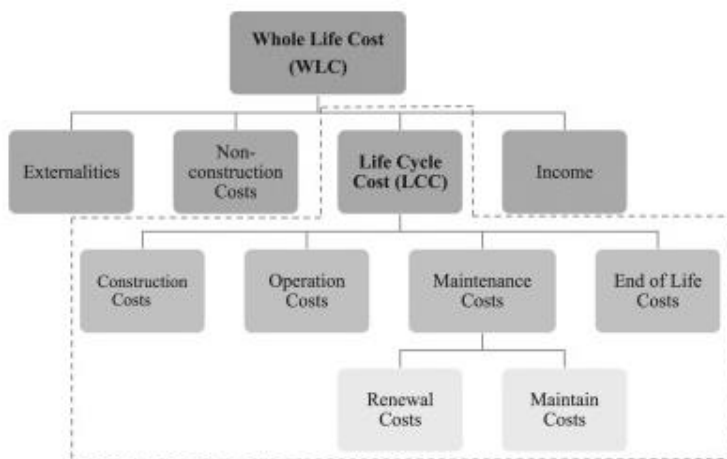 Whole Life Cost
(WLC)
Externalities
Non-
construction
Costs
Life Cycle
Cost (LCC)
Income
Construction
Costs
Operation
Costs
Maintenance
Costs
End of Life
Costs
Renewal
Costs
Maintain
Costs